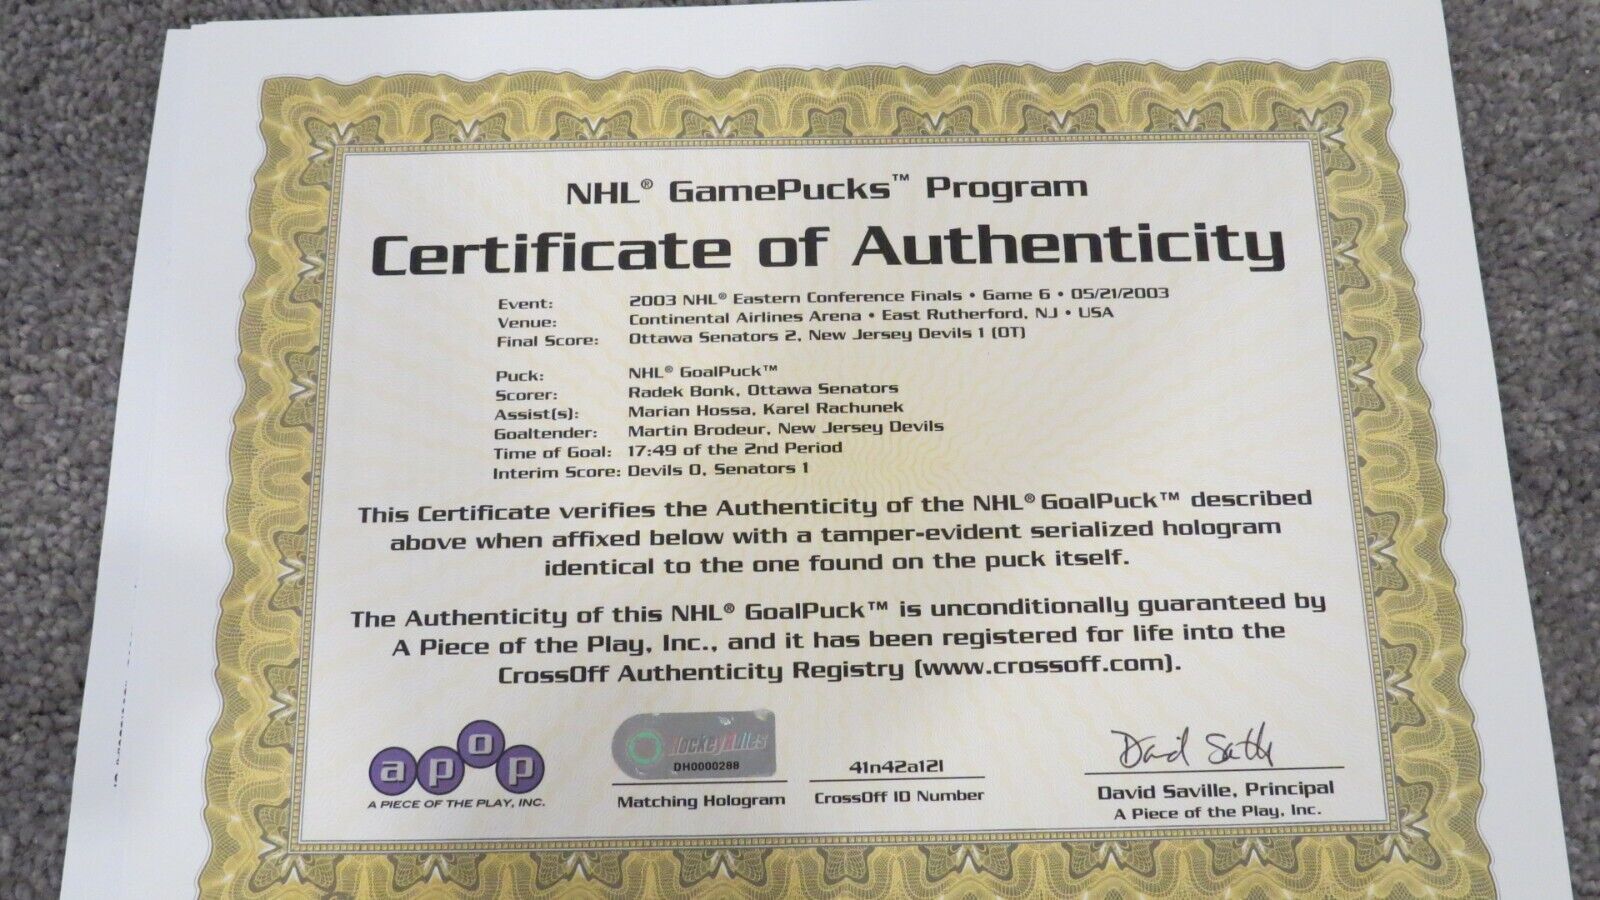 NHL® GamePucks™ Program
Certificate of Authenticity
Event: 2003 NHL® Eastern Conference Finals • Game 6 • 05/21/2003
Venue: Continental Airlines Arena • East Rutherford, NJ • USA
Final Score: Ottawa Senators 2, New Jersey Devils 1 (OT)
Puck: NHL® GoalPuck™
Scorer: Radek Bonk, Ottawa Senators
Assist(s): Marian Hossa, Karel Rachunek
Goaltender: Martin Brodeur, New Jersey Devils
Time of Goal: 17:49 of the 2nd Period
Interim Score: Devils 0, Senators 1
This Certificate verifies the Authenticity of the NHL® GoalPuck™ described
above when affixed below with a tamper-evident serialized hologram
identical to the one found on the puck itself.
The Authenticity of this NHL® GoalPuck™ is unconditionally guaranteed by
A Piece of the Play, Inc., and it has been registered for life into the
CrossOff Authenticity Registry (www.crossoff.com).
apop
A PIECE OF THE PLAY, INC.
DH0000288
Matching Hologram
41n42a12l
CrossOff ID Number
David Saville, Principal
A Piece of the Play, Inc.